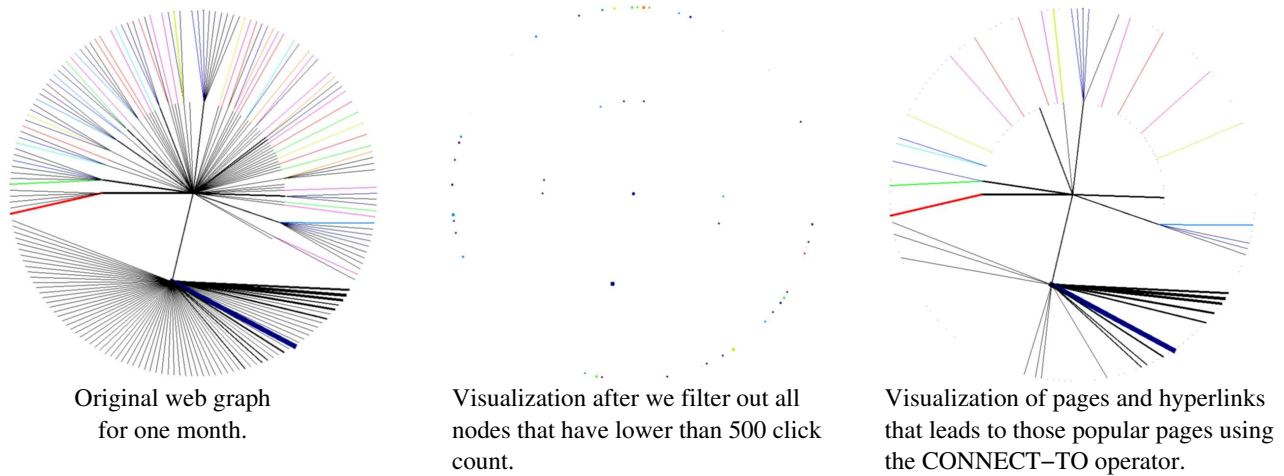 Original web graph
for one month.
Visualization after we filter out all
nodes that have lower than 500 click
count.
Visualization of pages and hyperlinks
that leads to those popular pages using
the CONNECT−TO operator.